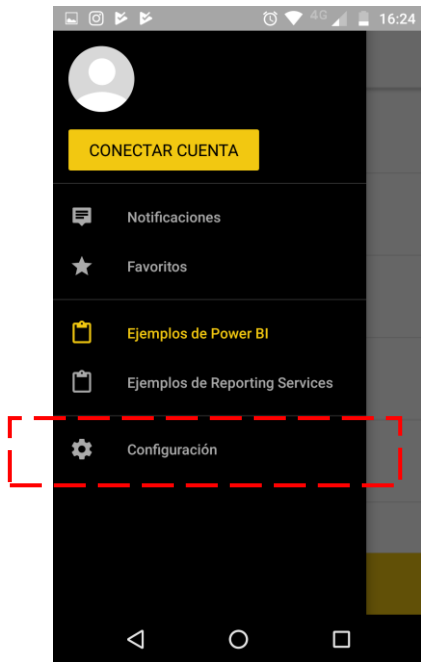 4G 16:24
CONECTAR CUENTA
Notificaciones
Favoritos
Ejemplos de Power BI
Ejemplos de Reporting Services
Configuración